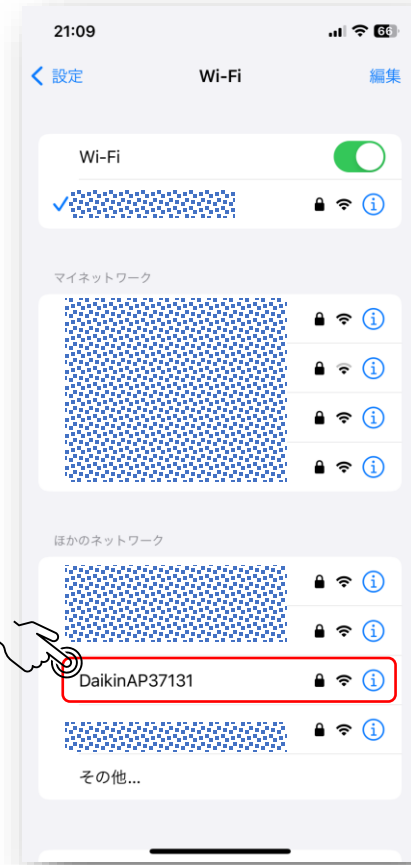 21:09
66
設定
Wi-Fi
編集
Wi-Fi
マイネットワーク
ほかのネットワーク
DaikinAP37131
その他...